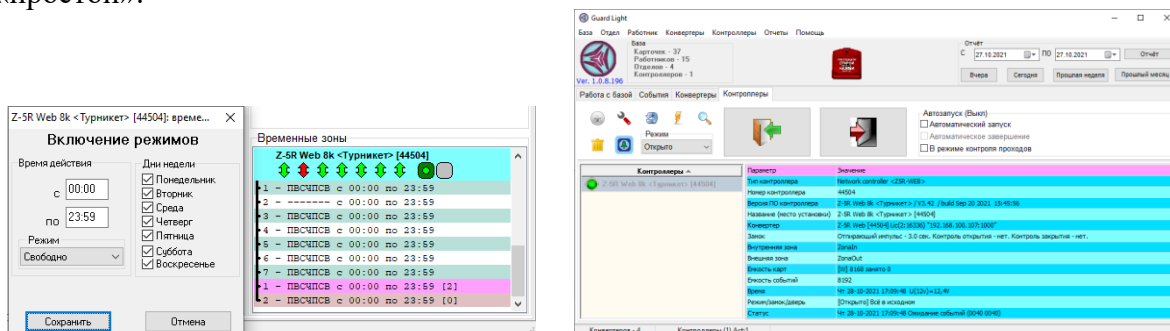 «простой».
Z-5R Web 8k <Турникет> [44504]: време...
Включение режимов
Время действия
с 00:00
по 23:59
Режим
Свободно
Дни недели
Понедельник
Вторник
Среда
Четверг
Пятница
Суббота
Воскресенье
Сохранить
Отмена
Временные зоны
Z-5R Web 8k <Турникет> [44504]
1 - ПВСЧПСВ с 00:00 по 23:59
2 - ------- с 00:00 по 23:59
3 - ПВСЧПСВ с 00:00 по 23:59
4 - ПВСЧПСВ с 00:00 по 23:59
5 - ПВСЧПСВ с 00:00 по 23:59
6 - ПВСЧПСВ с 00:00 по 23:59
7 - ПВСЧПСВ с 00:00 по 23:59
1 - ПВСЧПСВ с 00:00 по 23:59 [2]
2 - ПВСЧПСВ с 00:00 по 23:59 [0]
Guard Light
База Отдел Работник Конвертеры Контроллеры Отчеты Помощь
База
Карточек - 37
Работников - 15
Отделов - 4
Контроллеров - 1
Ver. 1.0.8.196
Отчёт
С 27.10.2021 ПО 27.10.2021 Отчёт
Вчера Сегодня Прошлая неделя Прошлый месяц
Работа с базой События Конвертеры Контроллеры
Режим
Открыто
Автозапуск (Выкл)
Автоматический запуск
Автоматическое завершение
В режиме контроля проходов
Контроллеры
Z-5R Web 8k <Турникет> [44504]
Параметр Значение
Тип контроллера Network controller <Z5R-WEB>
Номер контроллера 44504
Версия ПО контроллера Z-5R Web 8k <Турникет> / V3.42 / build Sep 20 2021 15:45:56
Название (место установки) Z-5R Web 8k <Турникет> [44504]
Конвертер Z-5R Web [44504] Lic(2:16336) "192.168.100.107:1000"
Замок Отпирающий импульс - 3.0 сек. Контроль открытия - нет. Контроль закрытия - нет.
Внутренняя зона ZonaIn
Внешняя зона ZonaOut
Емкость карт [W] 8168 занято 0
Емкость событий 8192
Время Чт 28-10-2021 17:09:48 U(12v)=12,4V
Режим/замок/дверь [Открыто] Всё в исходном
Статус Чт 28-10-2021 17:09:48 Ожидание событий (0040 0040)
Конвертеров - 4 Контроллеры (1) Act:1